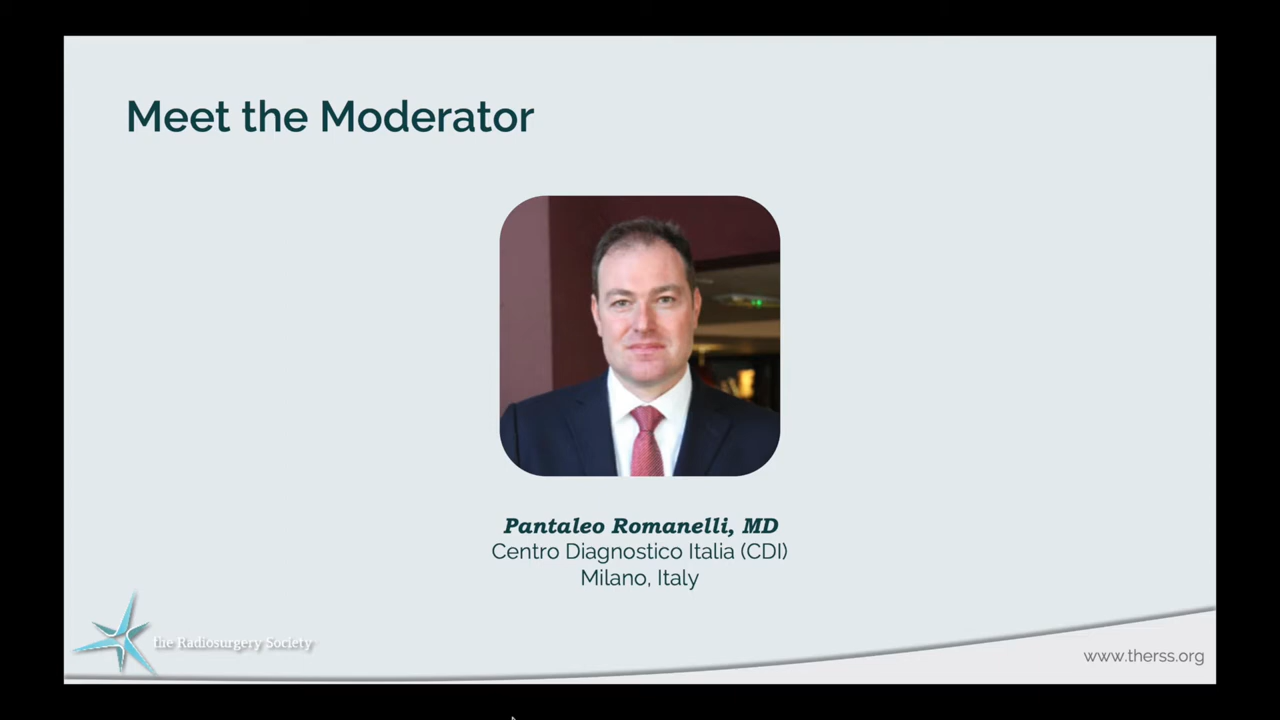 Meet the Moderator
Pantaleo Romanelli, MD
Centro Diagnostico Italia (CDI)
Milano, Italy
the Radiosurgery Society
www.therss.org